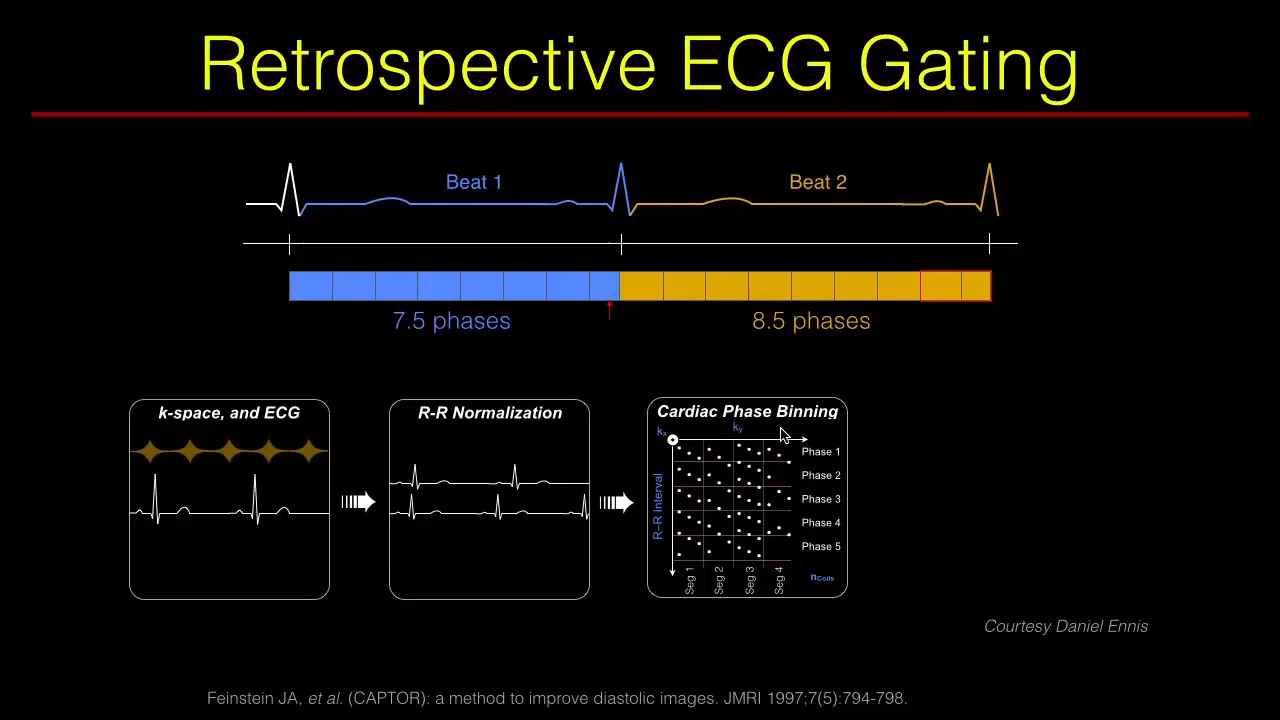 Retrospective ECG Gating
Beat 1
Beat 2
7.5 phases
8.5 phases
k-space, and ECG
R-R Normalization
Cardiac Phase Binning
kx
ky
R–R Interval
Phase 1
Phase 2
Phase 3
Phase 4
Phase 5
Seg 1
Seg 2
Seg 3
Seg 4
nCoils
Courtesy Daniel Ennis
Feinstein JA, et al. (CAPTOR): a method to improve diastolic images. JMRI 1997;7(5):794-798.